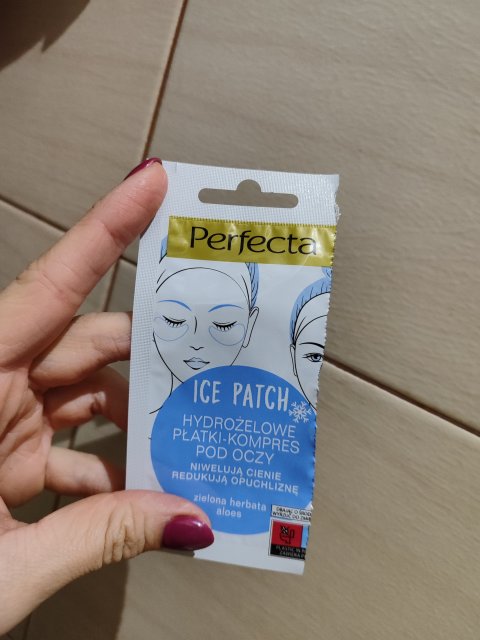 Perfecta
ICE PATCH
HYDROŻELOWE
PŁATKI-KOMPRES
POD OCZY
NIWELUJĄ CIENIE
REDUKUJĄ OPUCHLIZNĘ
zielona herbata
aloes